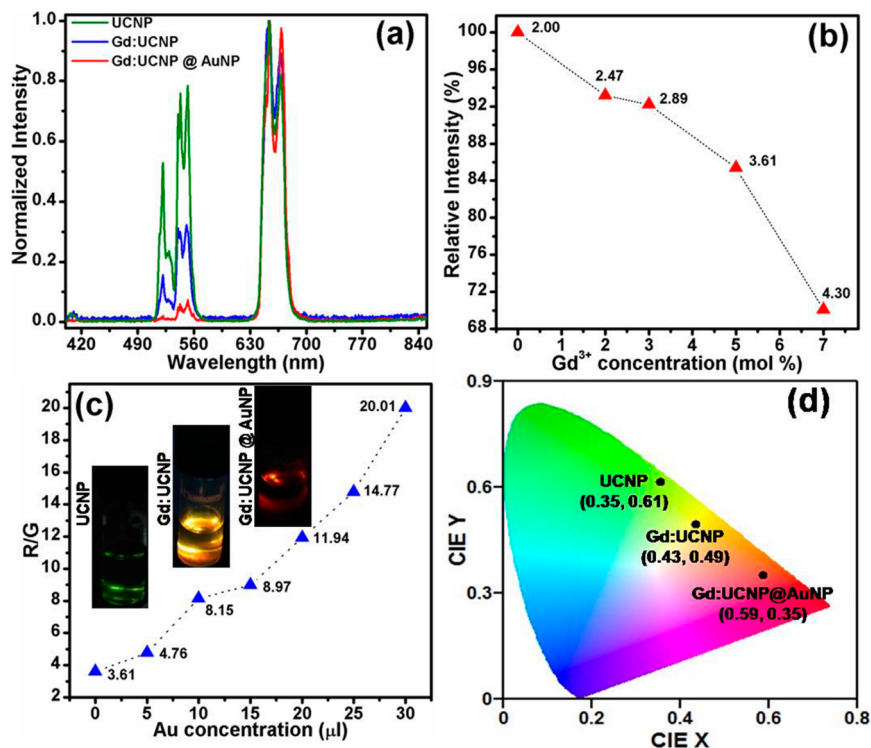 UCNP
Gd:UCNP
Gd:UCNP @ AuNP
(a)
Normalized Intensity
1.0
0.8
0.6
0.4
0.2
0.0
420 490 560 630 700 770 840
Wavelength (nm)
(b)
Relative Intensity (%)
100
96
92
88
84
80
76
72
68
2.00
2.47
2.89
3.61
4.30
0 1 2 3 4 5 6 7
Gd3+ concentration (mol %)
(c)
R/G
20
18
16
14
12
10
8
6
4
2
UCNP
Gd: UCNP
Gd: UCNP @ AuNP
3.61
4.76
8.15
8.97
11.94
14.77
20.01
0 5 10 15 20 25 30
Au concentration (µl)
(d)
CIE Y
0.9
0.6
0.3
0
UCNP
(0.35, 0.61)
Gd:UCNP
(0.43, 0.49)
Gd:UCNP@AuNP
(0.59, 0.35)
0 0.2 0.4 0.6 0.8
CIE X